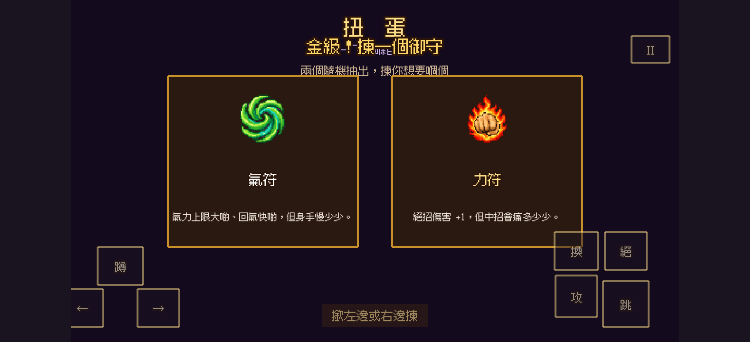 扭 蛋
金級！揀一個御守
兩個隨機抽出，揀你想要嗰個
氣符
力符
氣力上限大啲、回氣快啲，但身手慢少少。
絕招傷害 +1，但中招會痛多少少。
II
蹲
←
→
換
絕
攻
跳
撳左邊或右邊揀